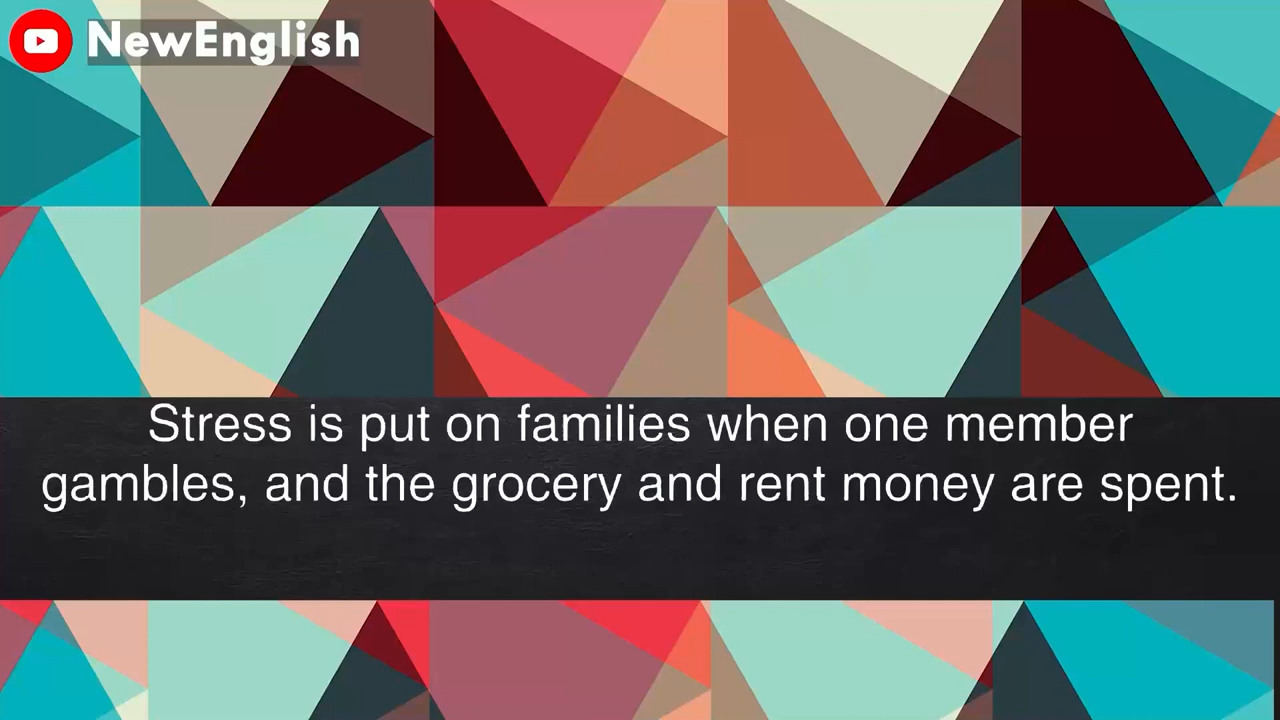 NewEnglish
Stress is put on families when one member
gambles, and the grocery and rent money are spent.